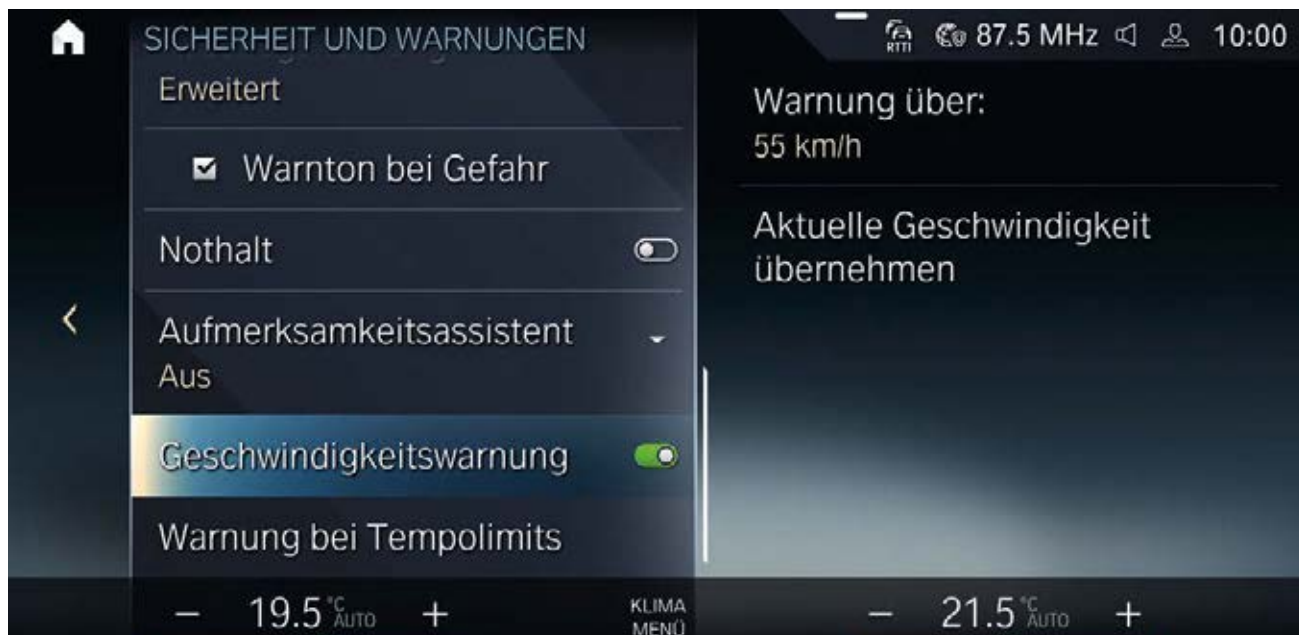 SICHERHEIT UND WARNUNGEN
RTTI 87.5 MHz 10:00
Erweitert
Warnton bei Gefahr
Nothalt
Aufmerksamkeitsassistent
Aus
Geschwindigkeitswarnung
Warnung bei Tempolimits
Warnung über:
55 km/h
Aktuelle Geschwindigkeit
übernehmen
− 19.5 °C AUTO +
KLIMA
MENÜ
− 21.5 °C AUTO +